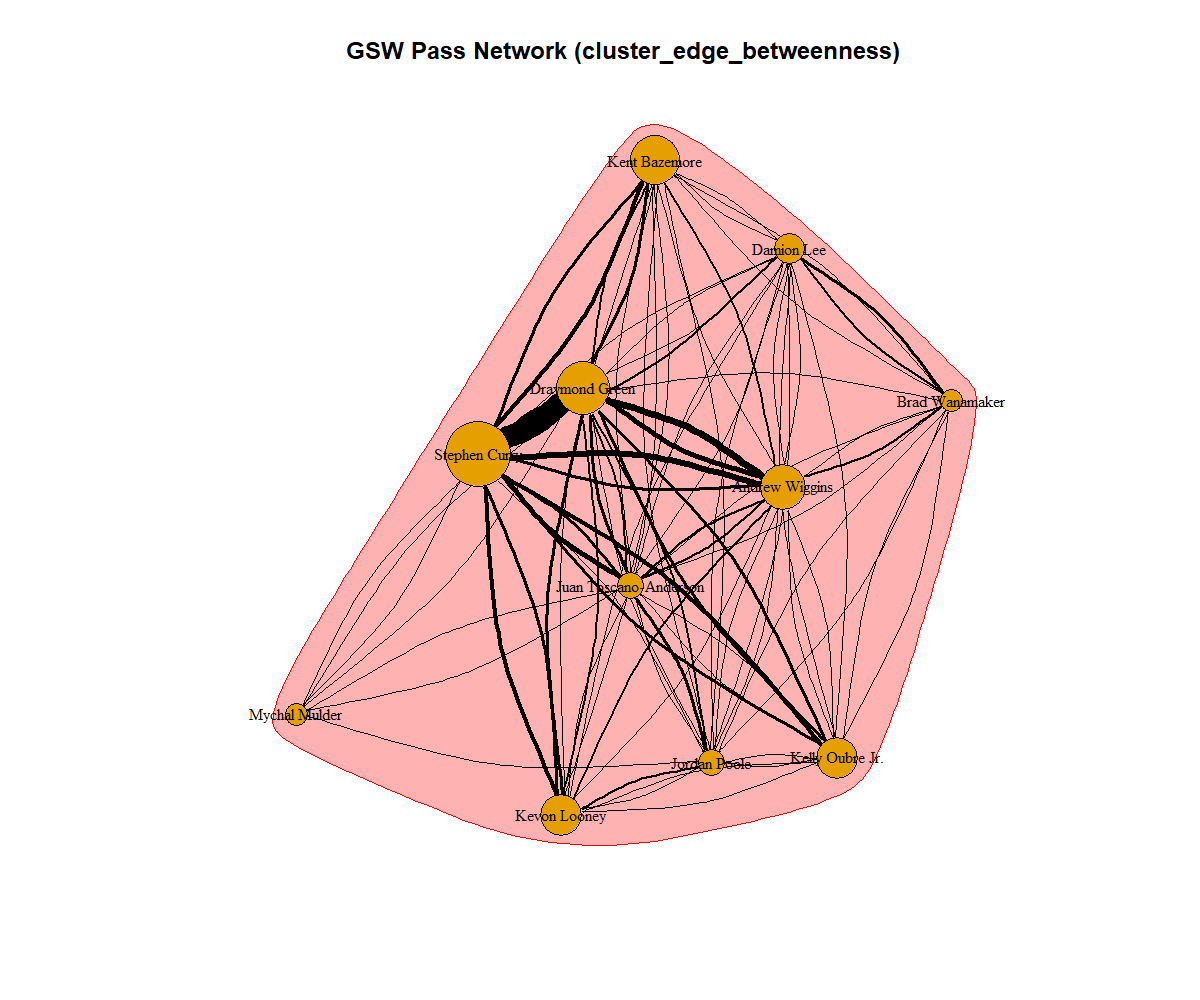 GSW Pass Network (cluster_edge_betweenness)
Kent Bazemore
Damion Lee
Draymond Green
Brad Wanamaker
Stephen Curry
Andrew Wiggins
Juan Toscano-Anderson
Mychal Mulder
Jordan Poole
Kelly Oubre Jr.
Kevon Looney